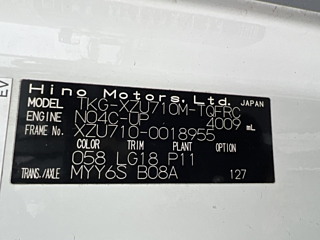 EV
Hino Motors, Ltd. JAPAN
MODEL TKG-XZU710M-TQFRC
ENGINE N04C-UP 4009 mL
FRAME No. XZU710-0018955
COLOR TRIM PLANT OPTION
058 LG18 P11
TRANS./AXLE MYY6S B08A 127